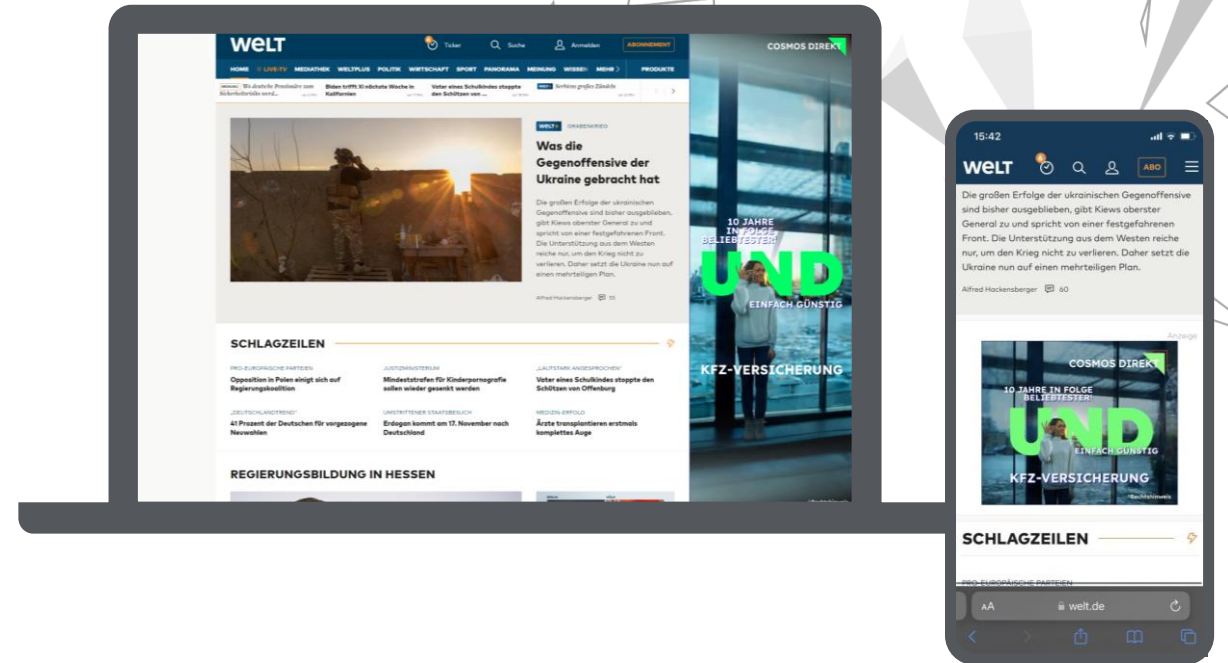 WELT
Ticker
Suche
Anmelden
ABONNEMENT
HOME LIVE-TV MEDIATHEK WELTPLUS POLITIK WIRTSCHAFT SPORT PANORAMA MEINUNG WISSEN MEHR PRODUKTE
Biden trifft Xi nächste Woche in
Kalifornien
Vater eines Schulkindes stoppte
den Schützen von ...
Serbiens großes Zündeln
WELT+ GRABENKRIEG
Was die
Gegenoffensive der
Ukraine gebracht hat
Die großen Erfolge der ukrainischen
Gegenoffensive sind bisher ausgeblieben,
gibt Kiews oberster General zu und
spricht von einer festgefahrenen Front.
Die Unterstützung aus dem Westen
reiche nur, um den Krieg nicht zu
verlieren. Daher setzt die Ukraine nun auf
einen mehrteiligen Plan.
Alfred Hackensberger
SCHLAGZEILEN
PRO-EUROPÄISCHE PARTEIEN
Opposition in Polen einigt sich auf
Regierungskoalition
JUSTIZMINISTERIUM
Mindeststrafen für Kinderpornografie
sollen wieder gesenkt werden
„LAUTSTARK ANGESPROCHEN“
Vater eines Schulkindes stoppte den
Schützen von Offenburg
„DEUTSCHLANDTREND“
41 Prozent der Deutschen für vorgezogene
Neuwahlen
UMSTRITTENER STAATSBESUCH
Erdogan kommt am 17. November nach
Deutschland
MEDIZIN-ERFOLG
Ärzte transplantieren erstmals
komplettes Auge
REGIERUNGSBILDUNG IN HESSEN
COSMOS DIREKT
10 JAHRE
IN FOLGE
BELIEBTESTER¹
UND
EINFACH GÜNSTIG
KFZ-VERSICHERUNG
15:42
WELT
6
ABO
Die großen Erfolge der ukrainischen Gegenoffensive
sind bisher ausgeblieben, gibt Kiews oberster
General zu und spricht von einer festgefahrenen
Front. Die Unterstützung aus dem Westen reiche
nur, um den Krieg nicht zu verlieren. Daher setzt die
Ukraine nun auf einen mehrteiligen Plan.
Alfred Hackensberger 60
Anzeige
COSMOS DIREKT
10 JAHRE IN FOLGE
BELIEBTESTER¹
UND
EINFACH GÜNSTIG
KFZ-VERSICHERUNG
¹Rechtshinweis
SCHLAGZEILEN
PRO-EUROPÄISCHE PARTEIEN
AA
welt.de